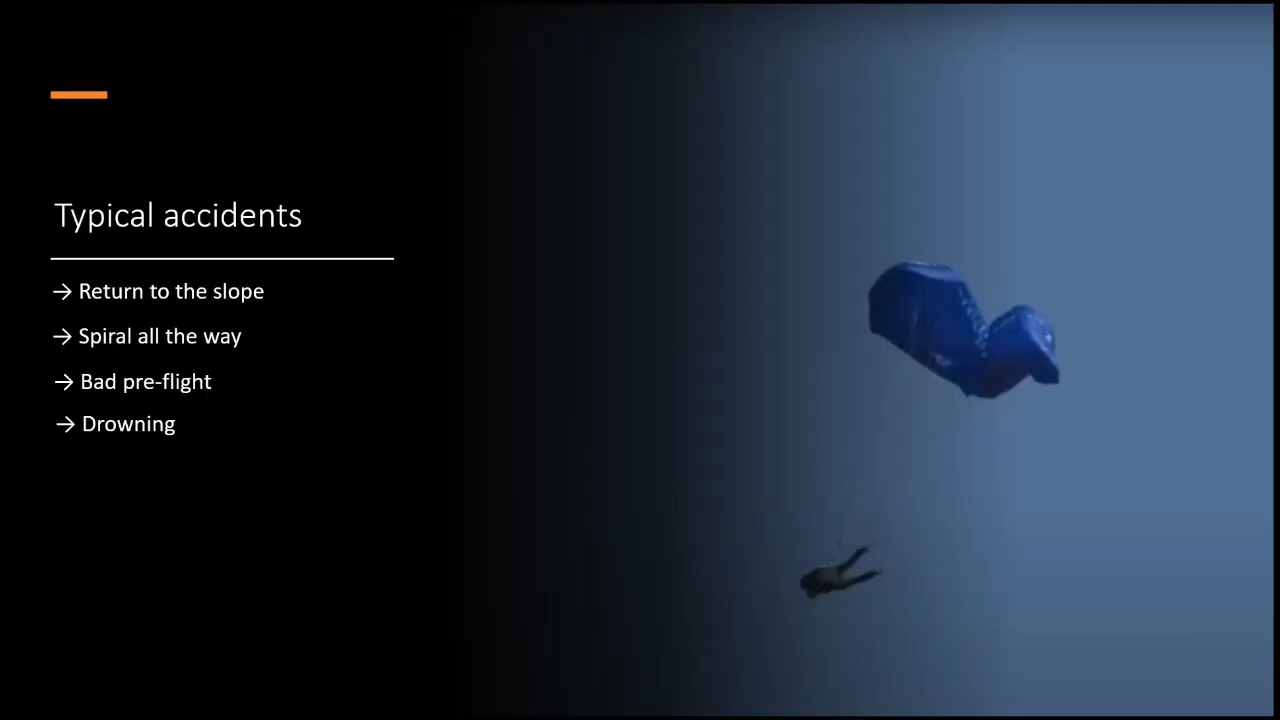 Typical accidents
→ Return to the slope
→ Spiral all the way
→ Bad pre-flight
→ Drowning